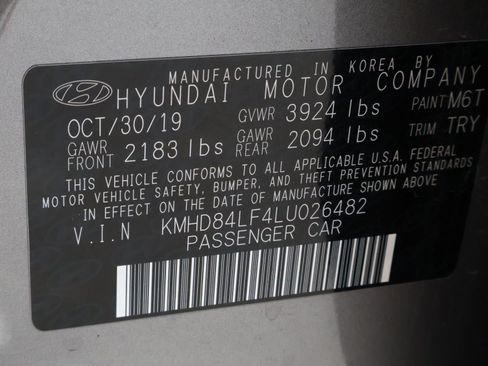 MANUFACTURED IN KOREA BY
HYUNDAI MOTOR COMPANY
OCT/30/19 GVWR 3924 lbs PAINT M6T
GAWR FRONT 2183 lbs GAWR REAR 2094 lbs TRIM TRY
THIS VEHICLE CONFORMS TO ALL APPLICABLE U.S.A. FEDERAL
MOTOR VEHICLE SAFETY, BUMPER, AND THEFT PREVENTION STANDARDS
IN EFFECT ON THE DATE OF MANUFACTURE SHOWN ABOVE
V.I.N KMHD84LF4LU026482
PASSENGER CAR